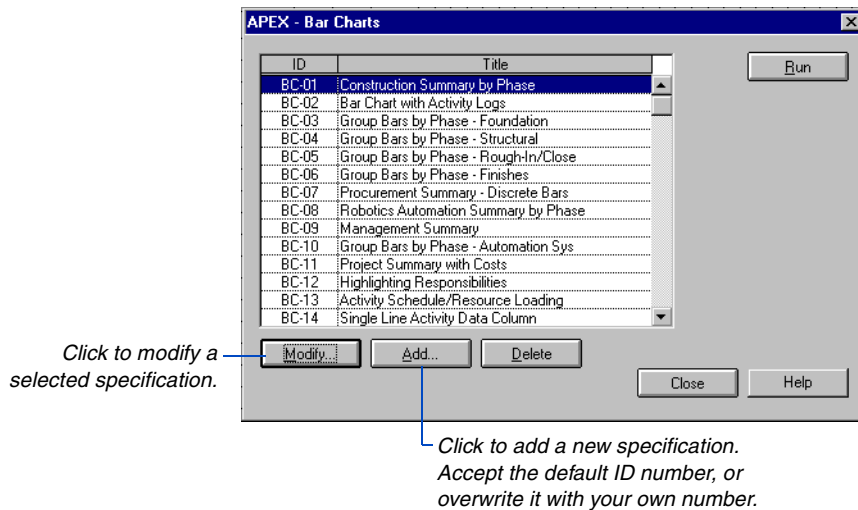 APEX - Bar Charts
ID Title
BC-01 Construction Summary by Phase
BC-02 Bar Chart with Activity Logs
BC-03 Group Bars by Phase - Foundation
BC-04 Group Bars by Phase - Structural
BC-05 Group Bars by Phase - Rough-In/Close
BC-06 Group Bars by Phase - Finishes
BC-07 Procurement Summary - Discrete Bars
BC-08 Robotics Automation Summary by Phase
BC-09 Management Summary
BC-10 Group Bars by Phase - Automation Sys
BC-11 Project Summary with Costs
BC-12 Highlighting Responsibilities
BC-13 Activity Schedule/Resource Loading
BC-14 Single Line Activity Data Column
Run
Modify... Add... Delete
Close Help
Click to modify a
selected specification.
Click to add a new specification.
Accept the default ID number, or
overwrite it with your own number.